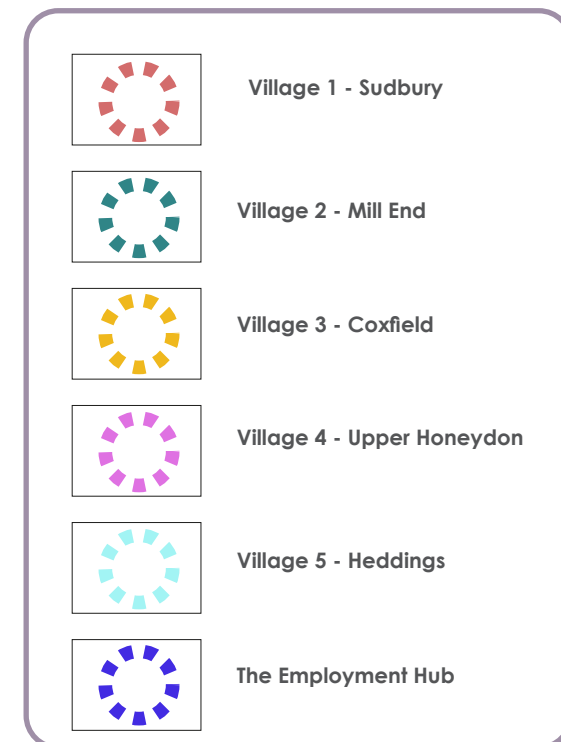 Village 1 - Sudbury
Village 2 - Mill End
Village 3 - Coxfield
Village 4 - Upper Honeydon
Village 5 - Heddings
The Employment Hub